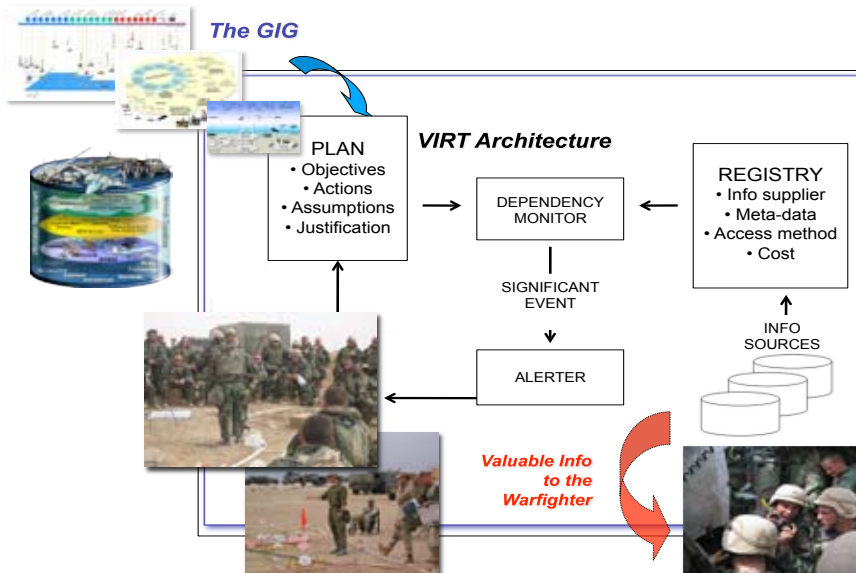 The GIG
VIRT Architecture
PLAN
• Objectives
• Actions
• Assumptions
• Justification
DEPENDENCY
MONITOR
REGISTRY
• Info supplier
• Meta-data
• Access method
• Cost
SIGNIFICANT
EVENT
INFO
SOURCES
ALERTER
Valuable Info
to the
Warfighter